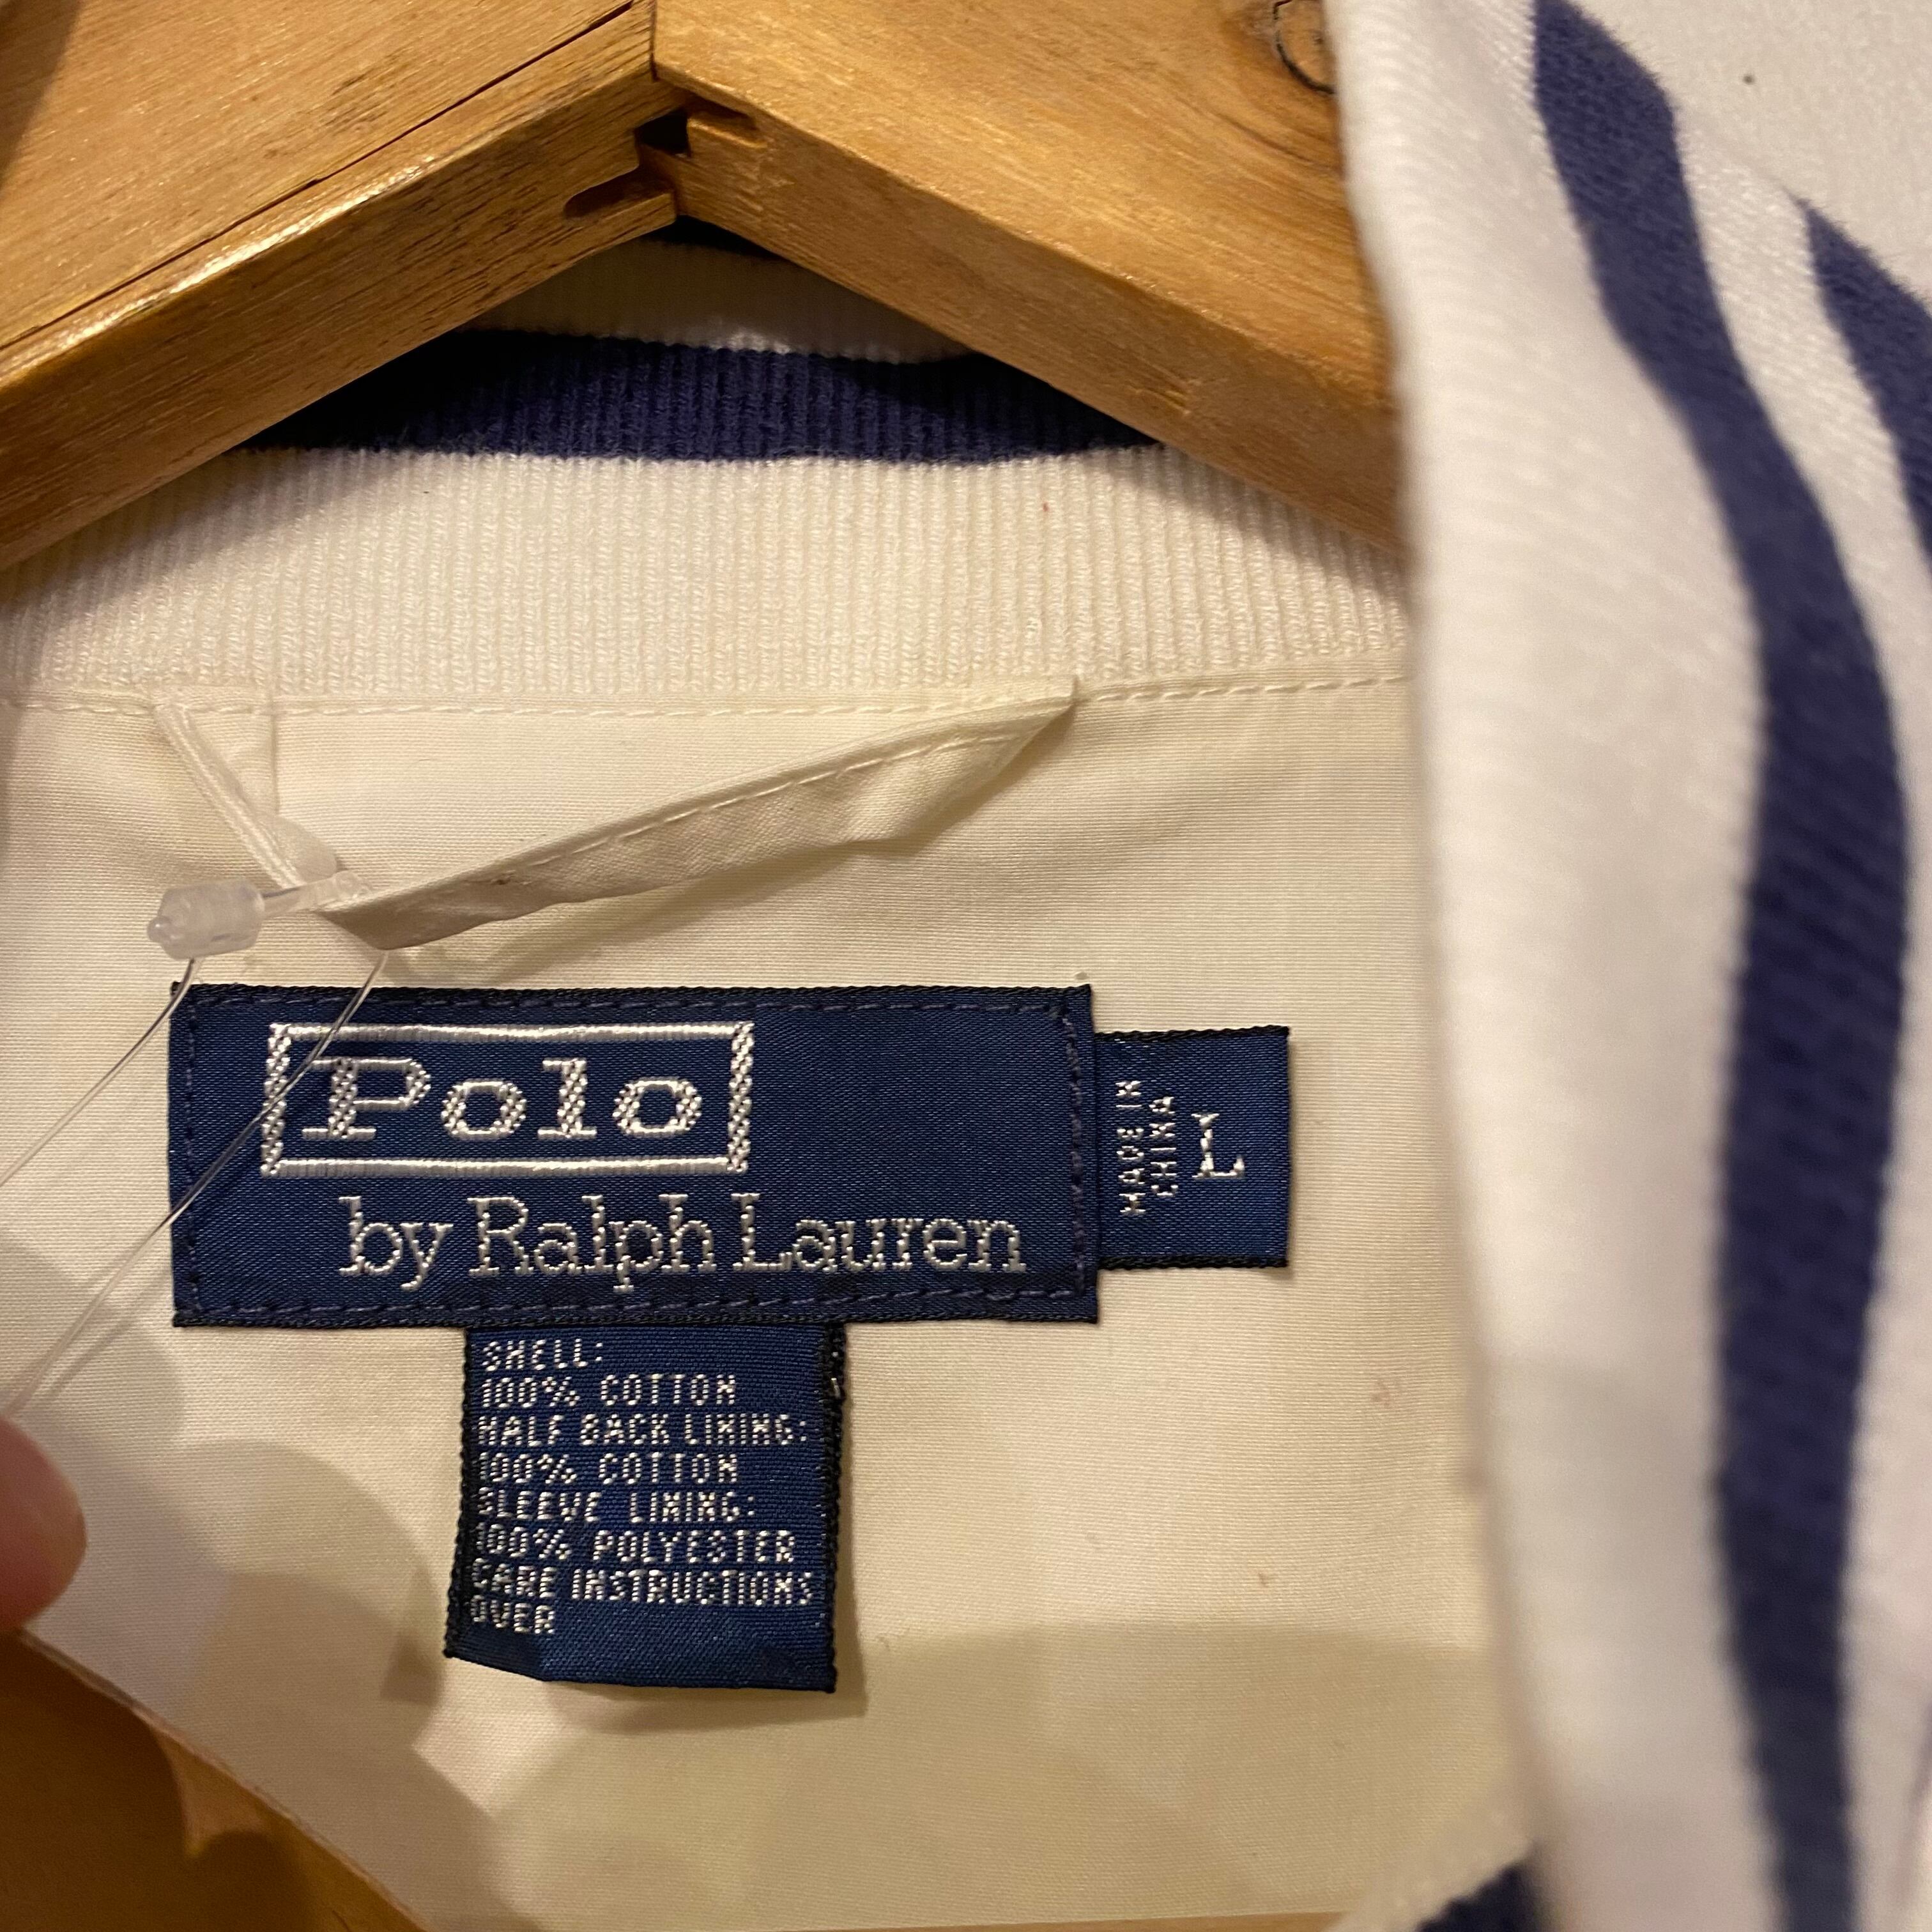 Polo
by Ralph Lauren
MADE IN
CHINA
L
SHELL:
100% COTTON
HALF BACK LINING:
100% COTTON
SLEEVE LINING:
100% POLYESTER
CARE INSTRUCTIONS
OVER